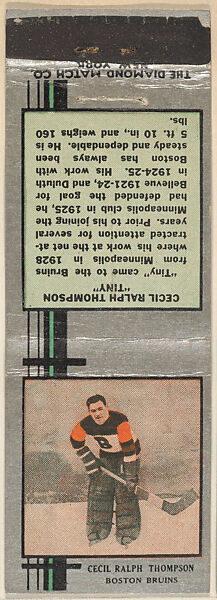 THE DIAMOND MATCH CO.
NEW YORK
CECIL RALPH THOMPSON
"TINY"
"Tiny" came to the Bruins
from Minneapolis in 1928
where his work at the net at-
tracted attention for several
years. Prior to his joining the
Minneapolis club in 1925, he
had defended the goal for
Bellevue 1921-24, and Duluth
in 1924-25. His work with
Boston has always been
steady and dependable. He is
5 ft. 10 in., and weighs 160
lbs.
B
CECIL RALPH THOMPSON
BOSTON BRUINS